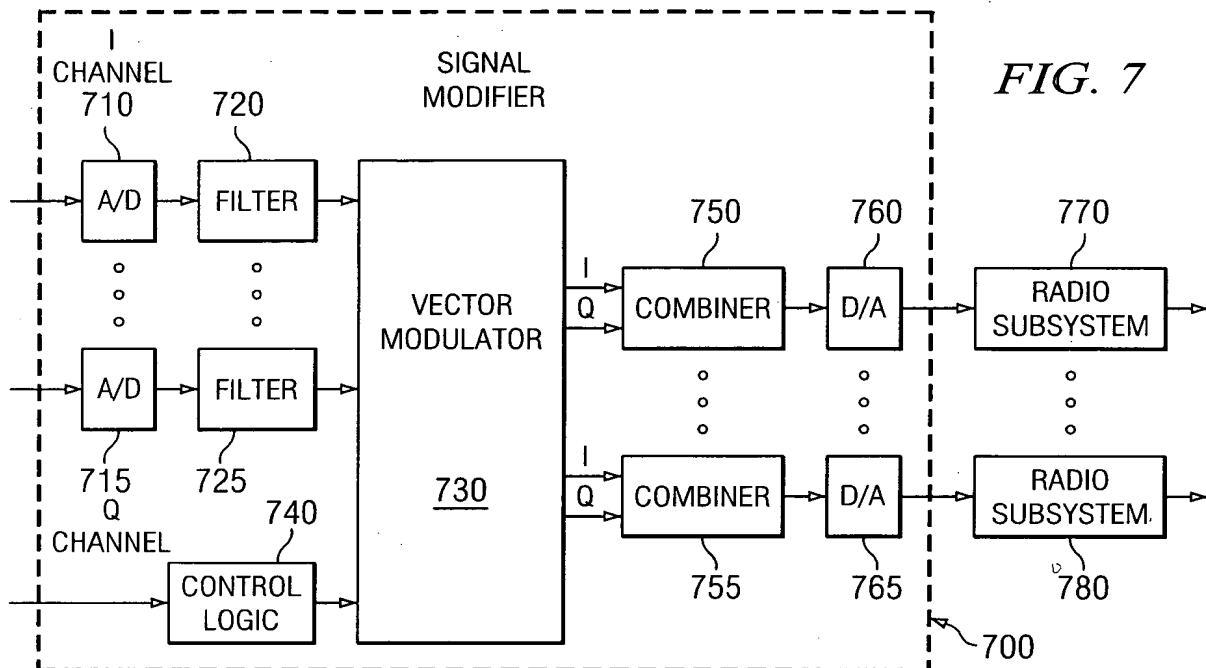 I
CHANNEL
710
720
SIGNAL
MODIFIER
FIG. 7
A/D
FILTER
750
760
770
I
Q
COMBINER
D/A
RADIO
SUBSYSTEM
VECTOR
MODULATOR
A/D
FILTER
715
Q
CHANNEL
725
730
I
Q
COMBINER
D/A
RADIO
SUBSYSTEM
740
CONTROL
LOGIC
755
765
780
700